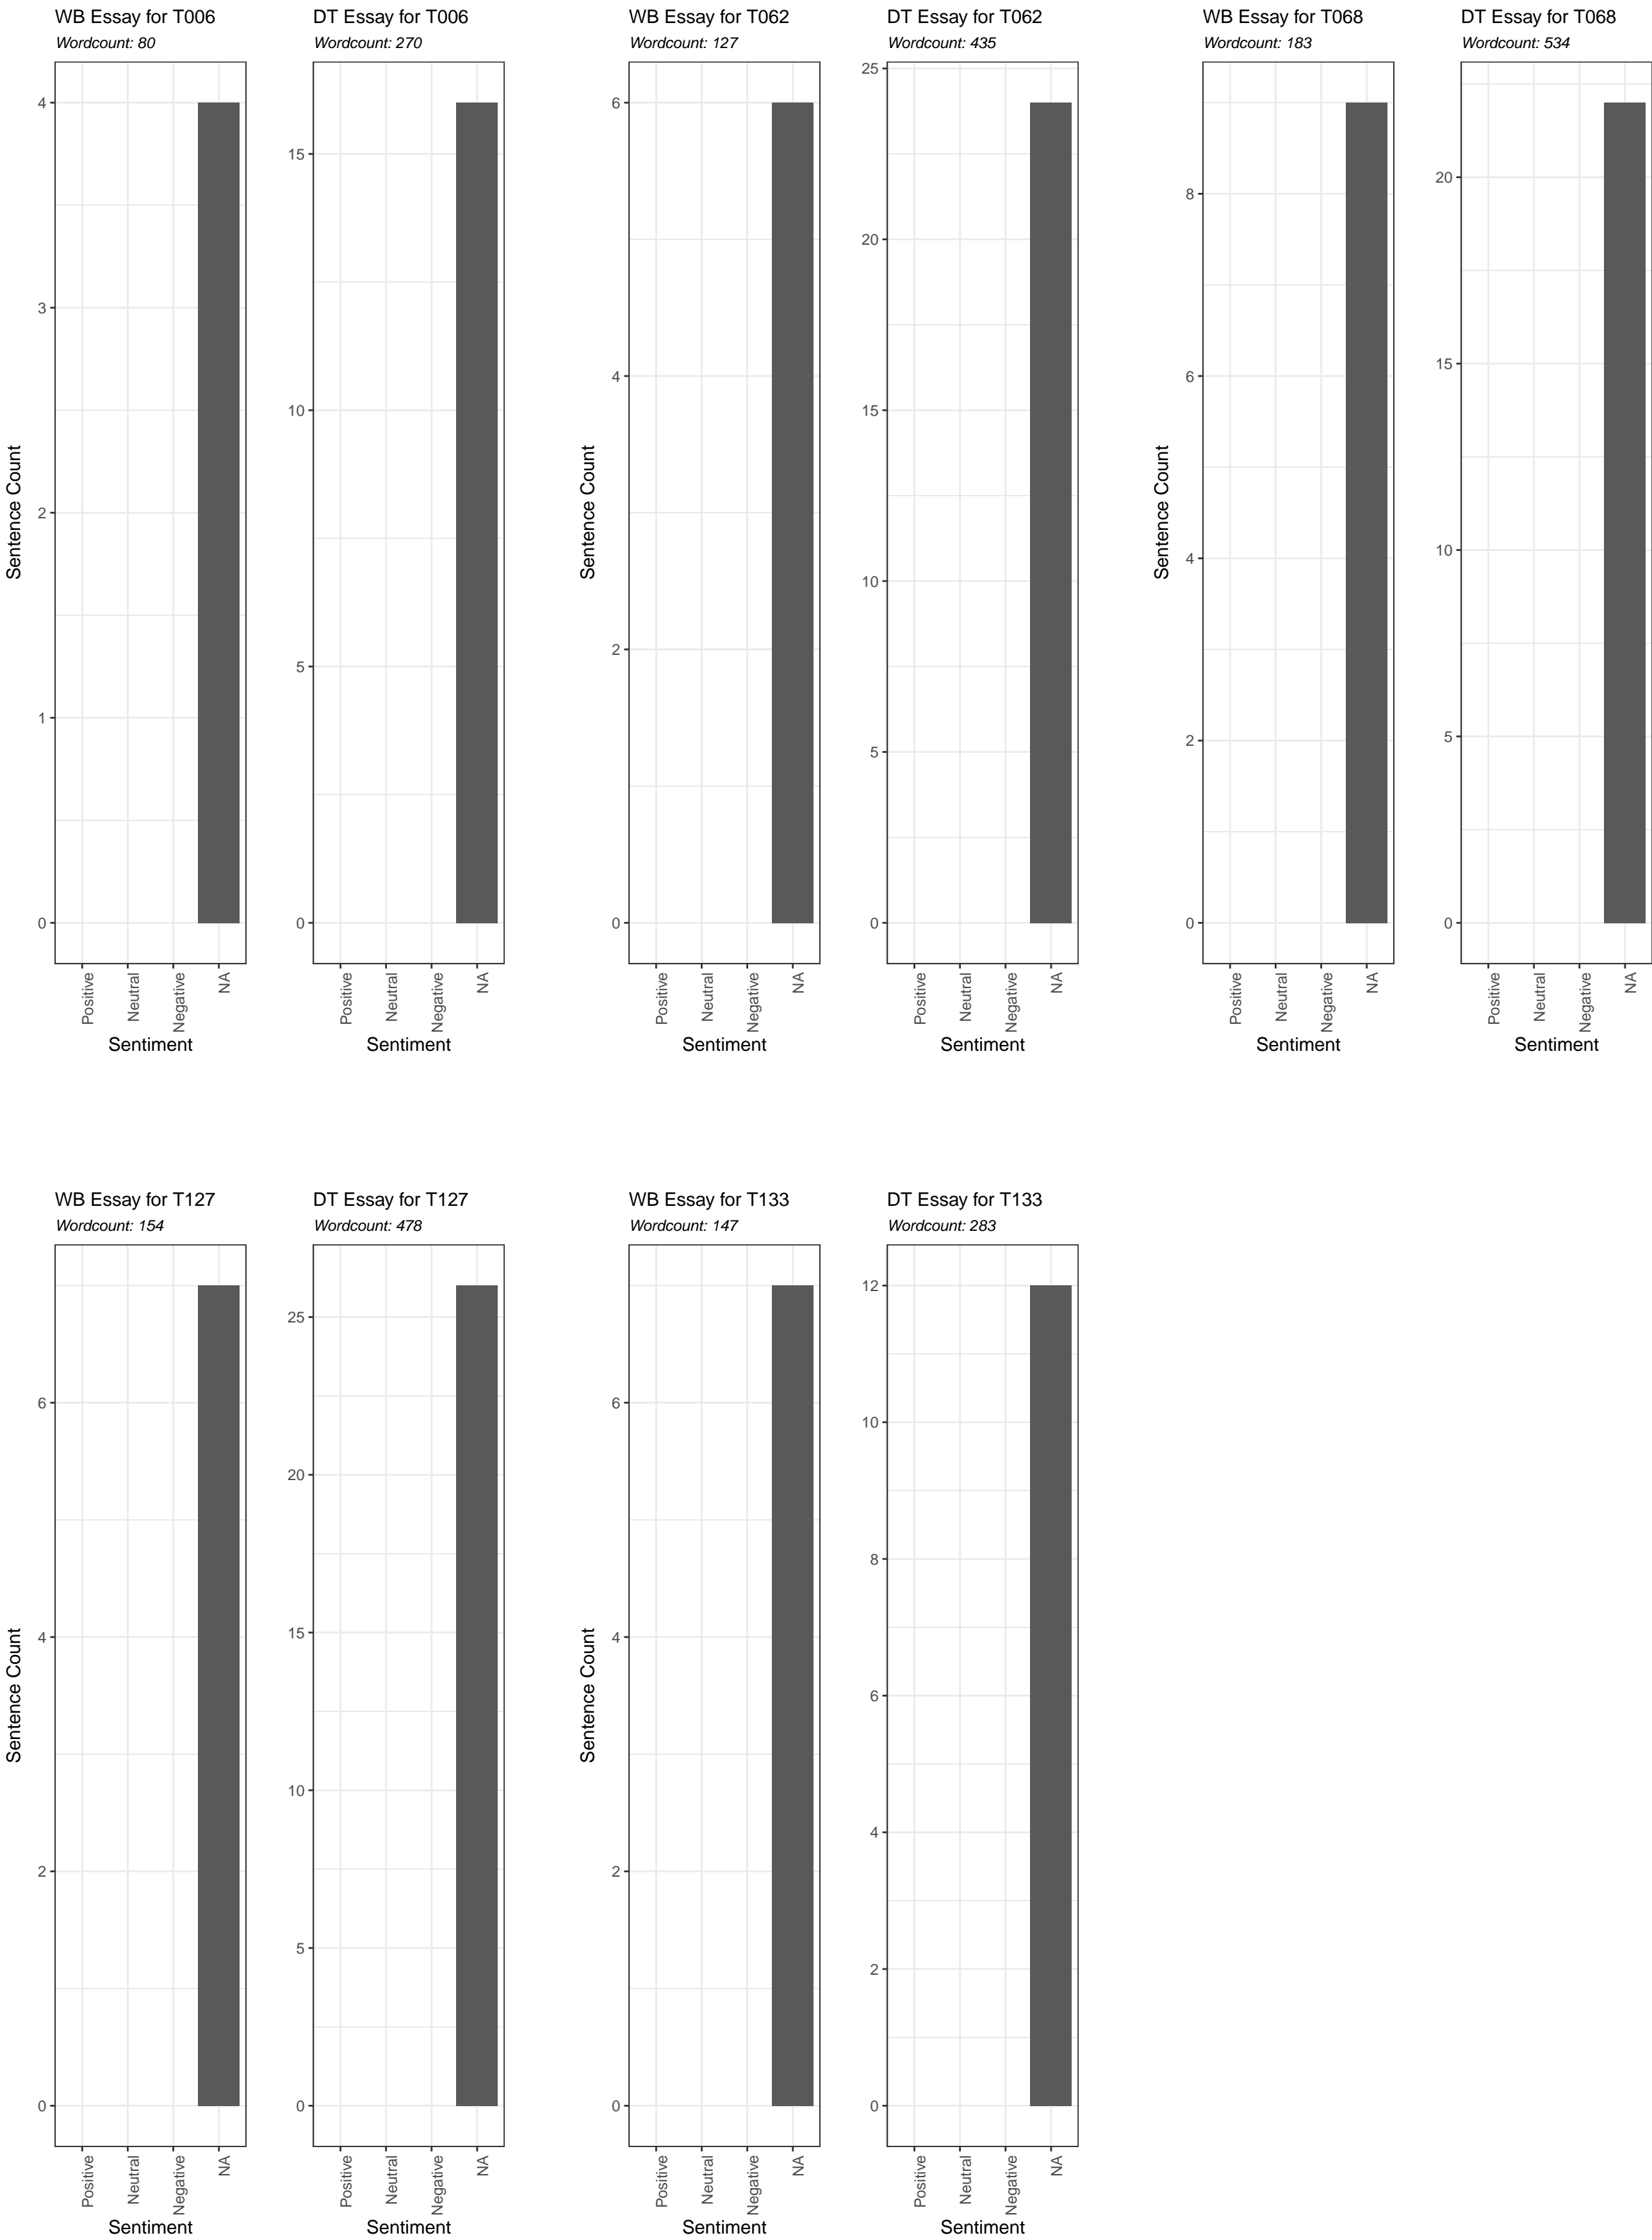 WB Essay for T006
Wordcount: 80
Sentence Count
4
3
2
1
0
Positive
Neutral
Negative
NA
Sentiment
DT Essay for T006
Wordcount: 270
15
10
5
0
Positive
Neutral
Negative
NA
Sentiment
WB Essay for T062
Wordcount: 127
Sentence Count
6
4
2
0
Positive
Neutral
Negative
NA
Sentiment
DT Essay for T062
Wordcount: 435
25
20
15
10
5
0
Positive
Neutral
Negative
NA
Sentiment
WB Essay for T068
Wordcount: 183
Sentence Count
8
6
4
2
0
Positive
Neutral
Negative
NA
Sentiment
DT Essay for T068
Wordcount: 534
20
15
10
5
0
Positive
Neutral
Negative
NA
Sentiment
WB Essay for T127
Wordcount: 154
Sentence Count
6
4
2
0
Positive
Neutral
Negative
NA
Sentiment
DT Essay for T127
Wordcount: 478
25
20
15
10
5
0
Positive
Neutral
Negative
NA
Sentiment
WB Essay for T133
Wordcount: 147
Sentence Count
6
4
2
0
Positive
Neutral
Negative
NA
Sentiment
DT Essay for T133
Wordcount: 283
12
10
8
6
4
2
0
Positive
Neutral
Negative
NA
Sentiment